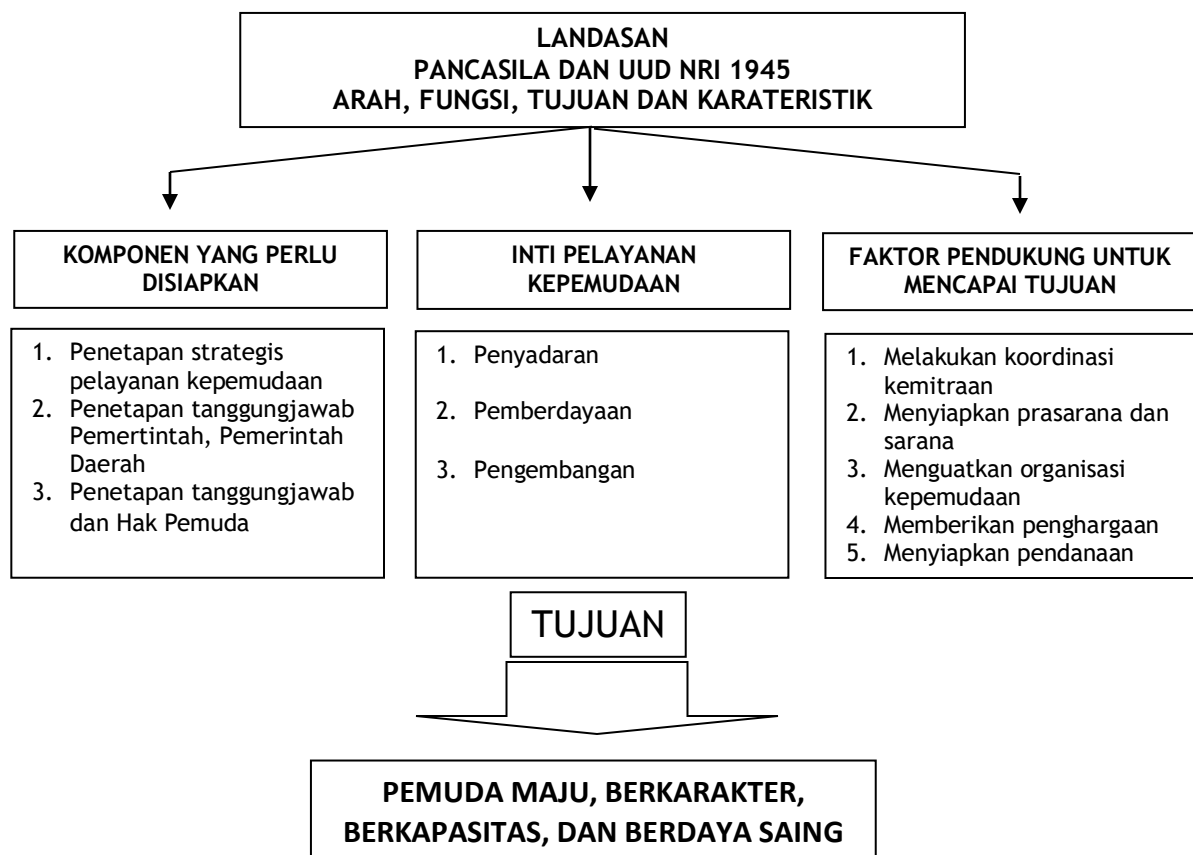 LANDASAN
PANCASILA DAN UUD NRI 1945
ARAH, FUNGSI, TUJUAN DAN KARATERISTIK
KOMPONEN YANG PERLU
DISIAPKAN
1. Penetapan strategis
pelayanan kepemudaan
2. Penetapan tanggungjawab
Pemertintah, Pemerintah
Daerah
3. Penetapan tanggungjawab
dan Hak Pemuda
INTI PELAYANAN
KEPEMUDAAN
1. Penyadaran
2. Pemberdayaan
3. Pengembangan
FAKTOR PENDUKUNG UNTUK
MENCAPAI TUJUAN
1. Melakukan koordinasi
kemitraan
2. Menyiapkan prasarana dan
sarana
3. Menguatkan organisasi
kepemudaan
4. Memberikan penghargaan
5. Menyiapkan pendanaan
TUJUAN
PEMUDA MAJU, BERKARAKTER,
BERKAPASITAS, DAN BERDAYA SAING